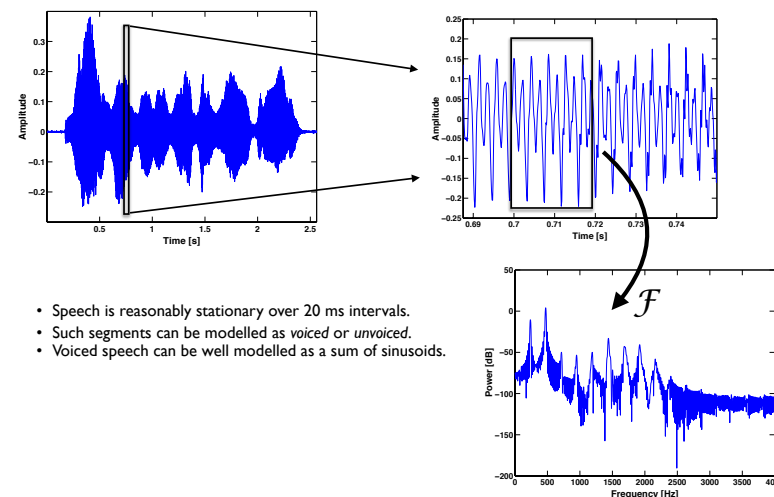 0.3
0.2
0.1
0
−0.1
−0.2
Amplitude
0.5 1 1.5 2 2.5
Time [s]
0.25
0.2
0.15
0.1
0.05
0
−0.05
−0.1
−0.15
−0.2
−0.25
Amplitude
0.69 0.7 0.71 0.72 0.73 0.74
Time [s]
• Speech is reasonably stationary over 20 ms intervals.
• Such segments can be modelled as voiced or unvoiced.
• Voiced speech can be well modelled as a sum of sinusoids.
ℱ
50
0
−50
−100
−150
−200
Power [dB]
0 500 1000 1500 2000 2500 3000 3500 400
Frequency [Hz]